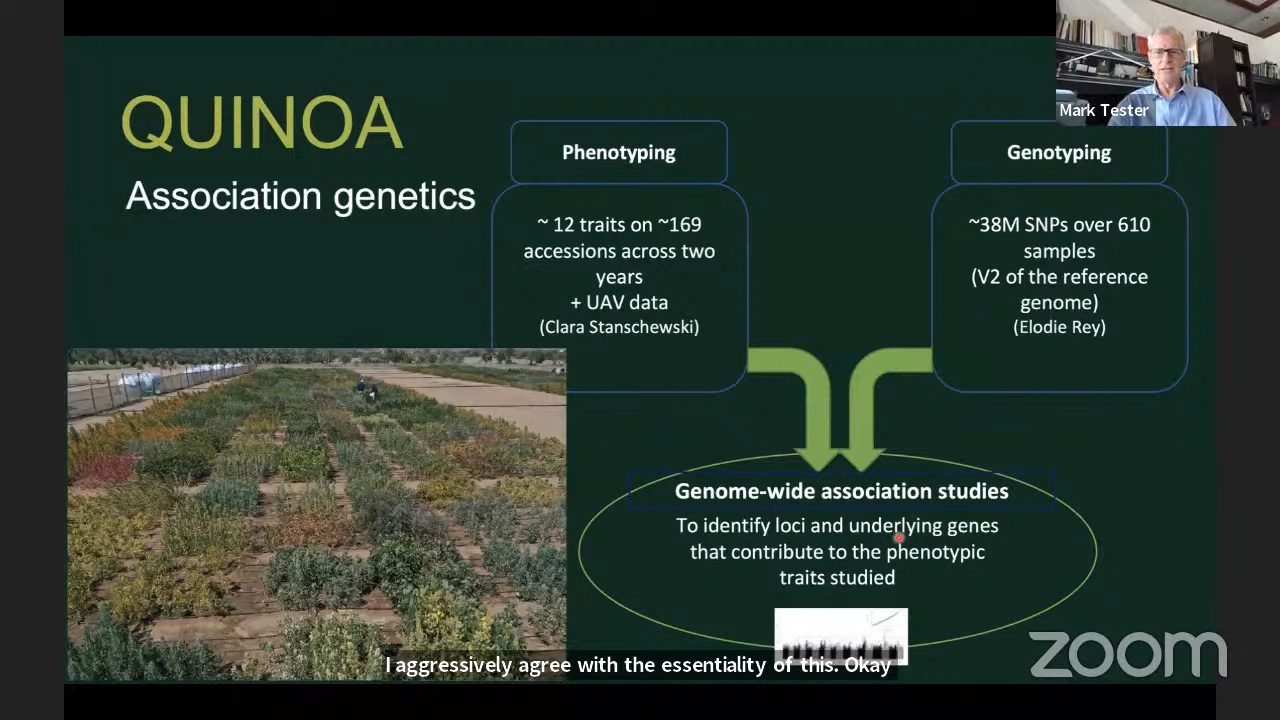 QUINOA
Association genetics
Mark Tester
Phenotyping
~ 12 traits on ~169
accessions across two
years
+ UAV data
(Clara Stanschewski)
Genotyping
~38M SNPs over 610
samples
(V2 of the reference
genome)
(Elodie Rey)
Genome-wide association studies
To identify loci and underlying genes
that contribute to the phenotypic
traits studied
I aggressively agree with the essentiality of this. Okay
zoom